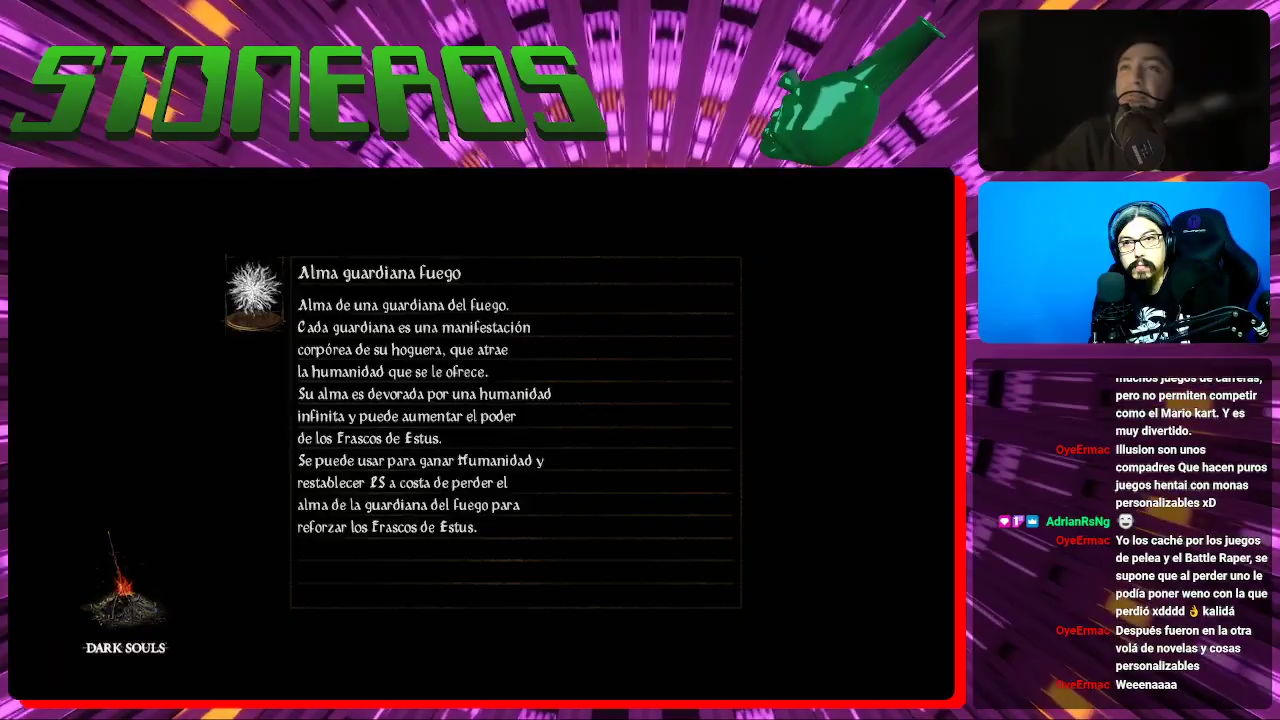 STONEROS
Alma guardiana fuego
Alma de una guardiana del fuego.
Cada guardiana es una manifestación
corpórea de su hoguera, que atrae
la humanidad que se le ofrece.
Su alma es devorada por una humanidad
infinita y puede aumentar el poder
de los Frascos de Estus.
Se puede usar para ganar Humanidad y
restablecer PS a costa de perder el
alma de la guardiana del fuego para
reforzar los Frascos de Estus.
DARK SOULS
muchos juegos de carreras,
pero no permiten competir
como el Mario kart. Y es
muy divertido.
OyeErmac Illusion son unos
compadres Que hacen puros
juegos hentai con monas
personalizables xD
AdrianRsNg
OyeErmac Yo los caché por los juegos
de pelea y el Battle Raper, se
supone que al perder uno le
podía poner weno con la que
perdió xdddd 👌 kalidá
OyeErmac Después fueron en la otra
volá de novelas y cosas
personalizables
OyeErmac Weeenaaaa